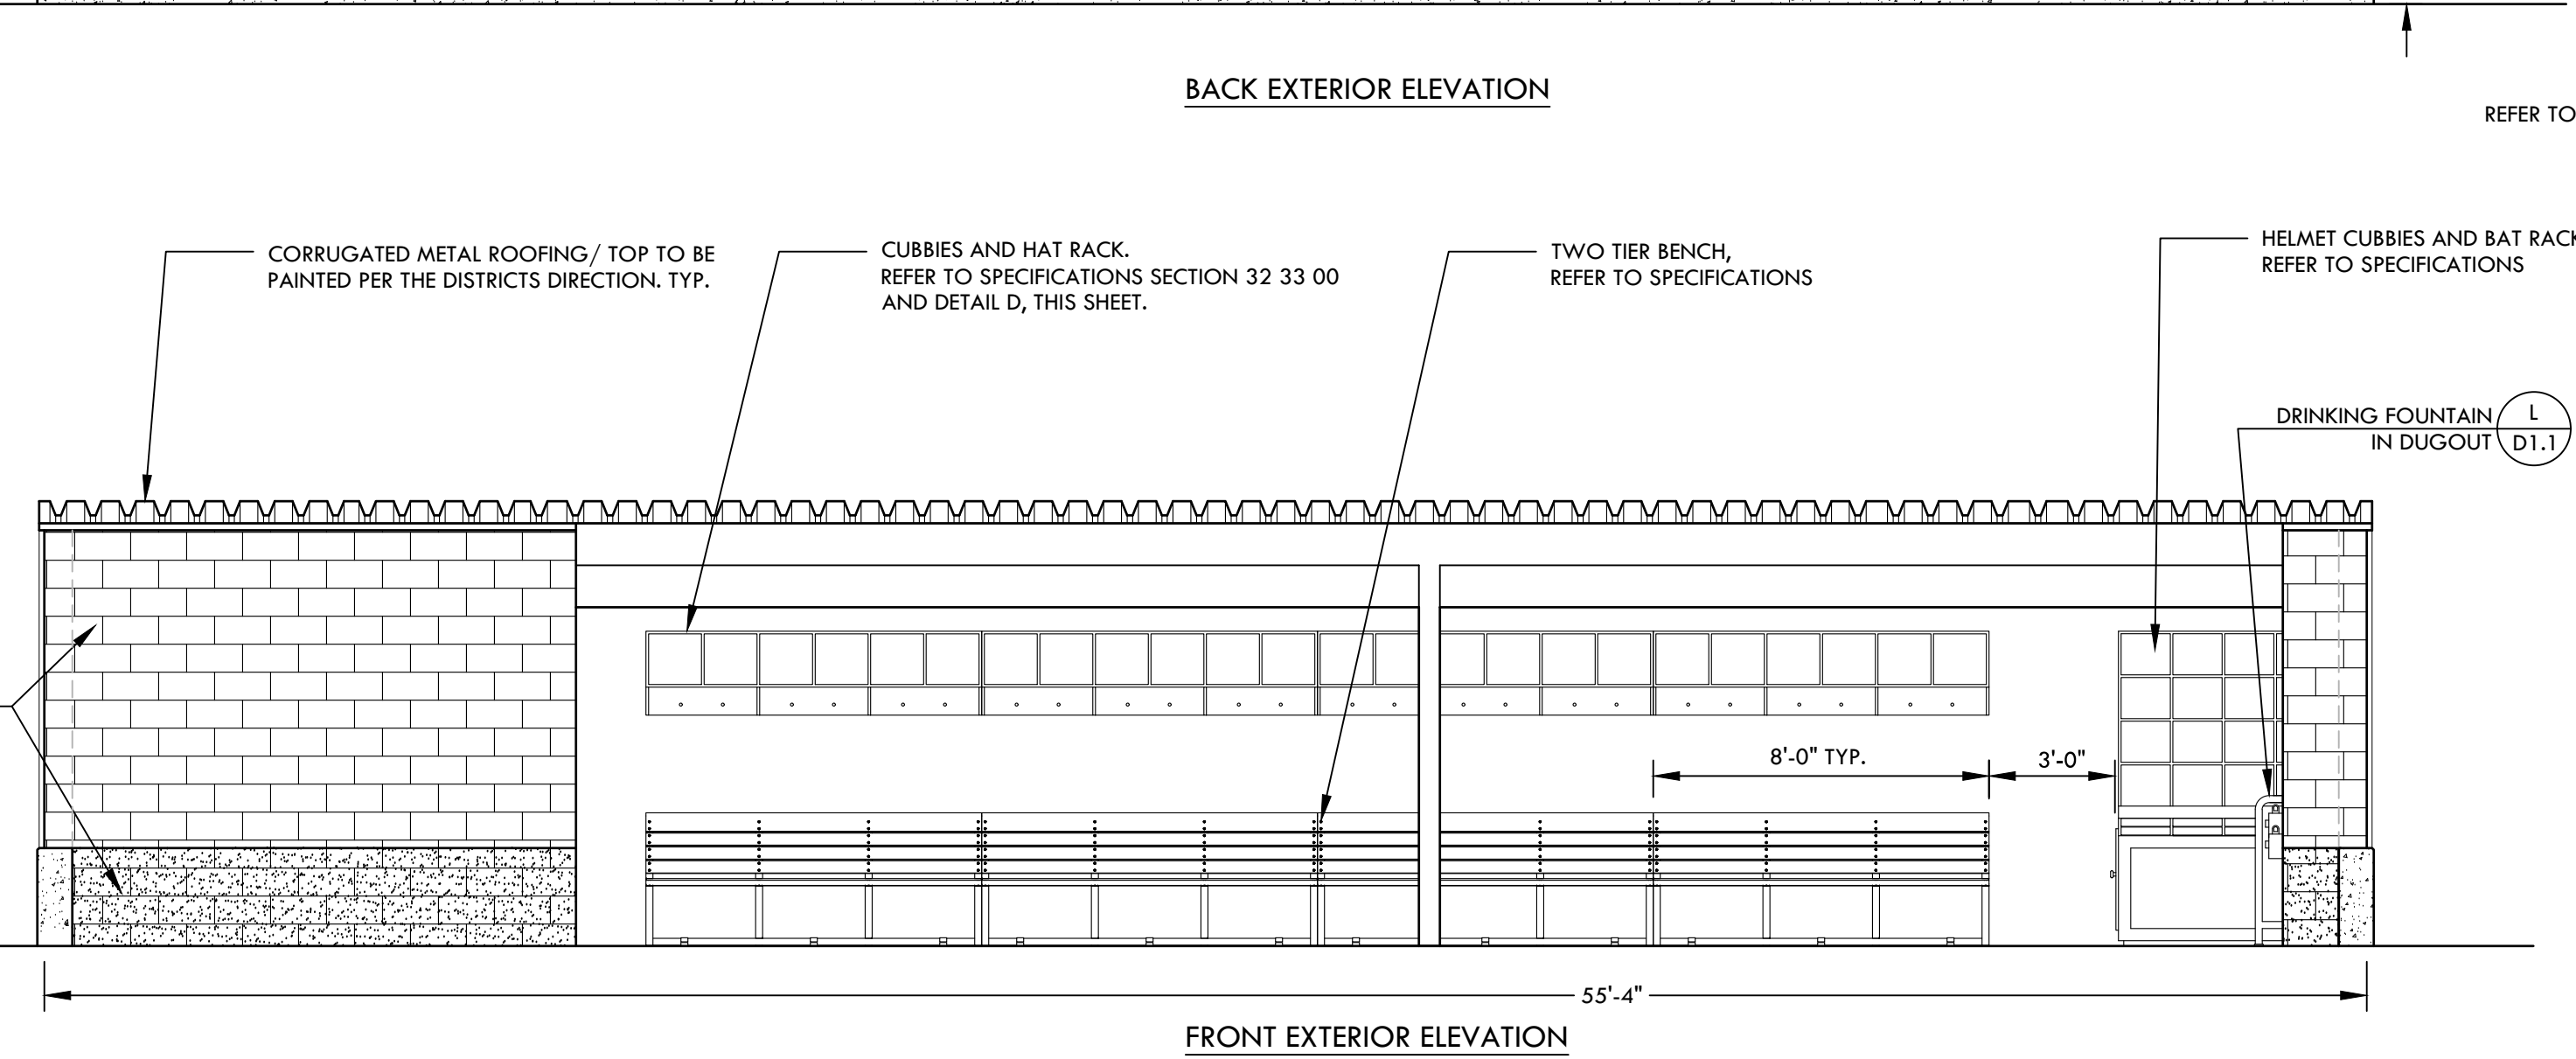 BACK EXTERIOR ELEVATION
REFER TO
CORRUGATED METAL ROOFING/ TOP TO BE
PAINTED PER THE DISTRICTS DIRECTION. TYP.
CUBBIES AND HAT RACK.
REFER TO SPECIFICATIONS SECTION 32 33 00
AND DETAIL D, THIS SHEET.
TWO TIER BENCH,
REFER TO SPECIFICATIONS
HELMET CUBBIES AND BAT RACK
REFER TO SPECIFICATIONS
DRINKING FOUNTAIN
IN DUGOUT
L
D1.1
8'-0" TYP.
3'-0"
55'-4"
FRONT EXTERIOR ELEVATION